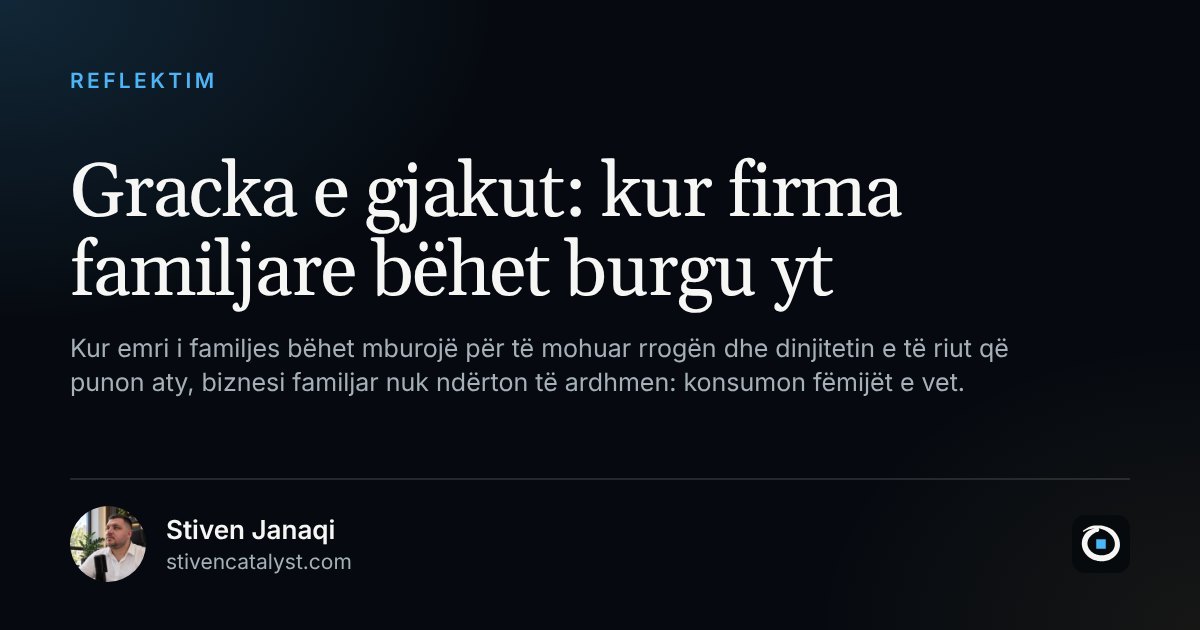 REFLEKTIM
Gracka e gjakut: kur firma
familjare bëhet burgu yt
Kur emri i familjes bëhet mburojë për të mohuar rrogën dhe dinjitetin e të riut që
punon aty, biznesi familjar nuk ndërton të ardhmen: konsumon fëmijët e vet.
Stiven Janaqi
stivencatalyst.com